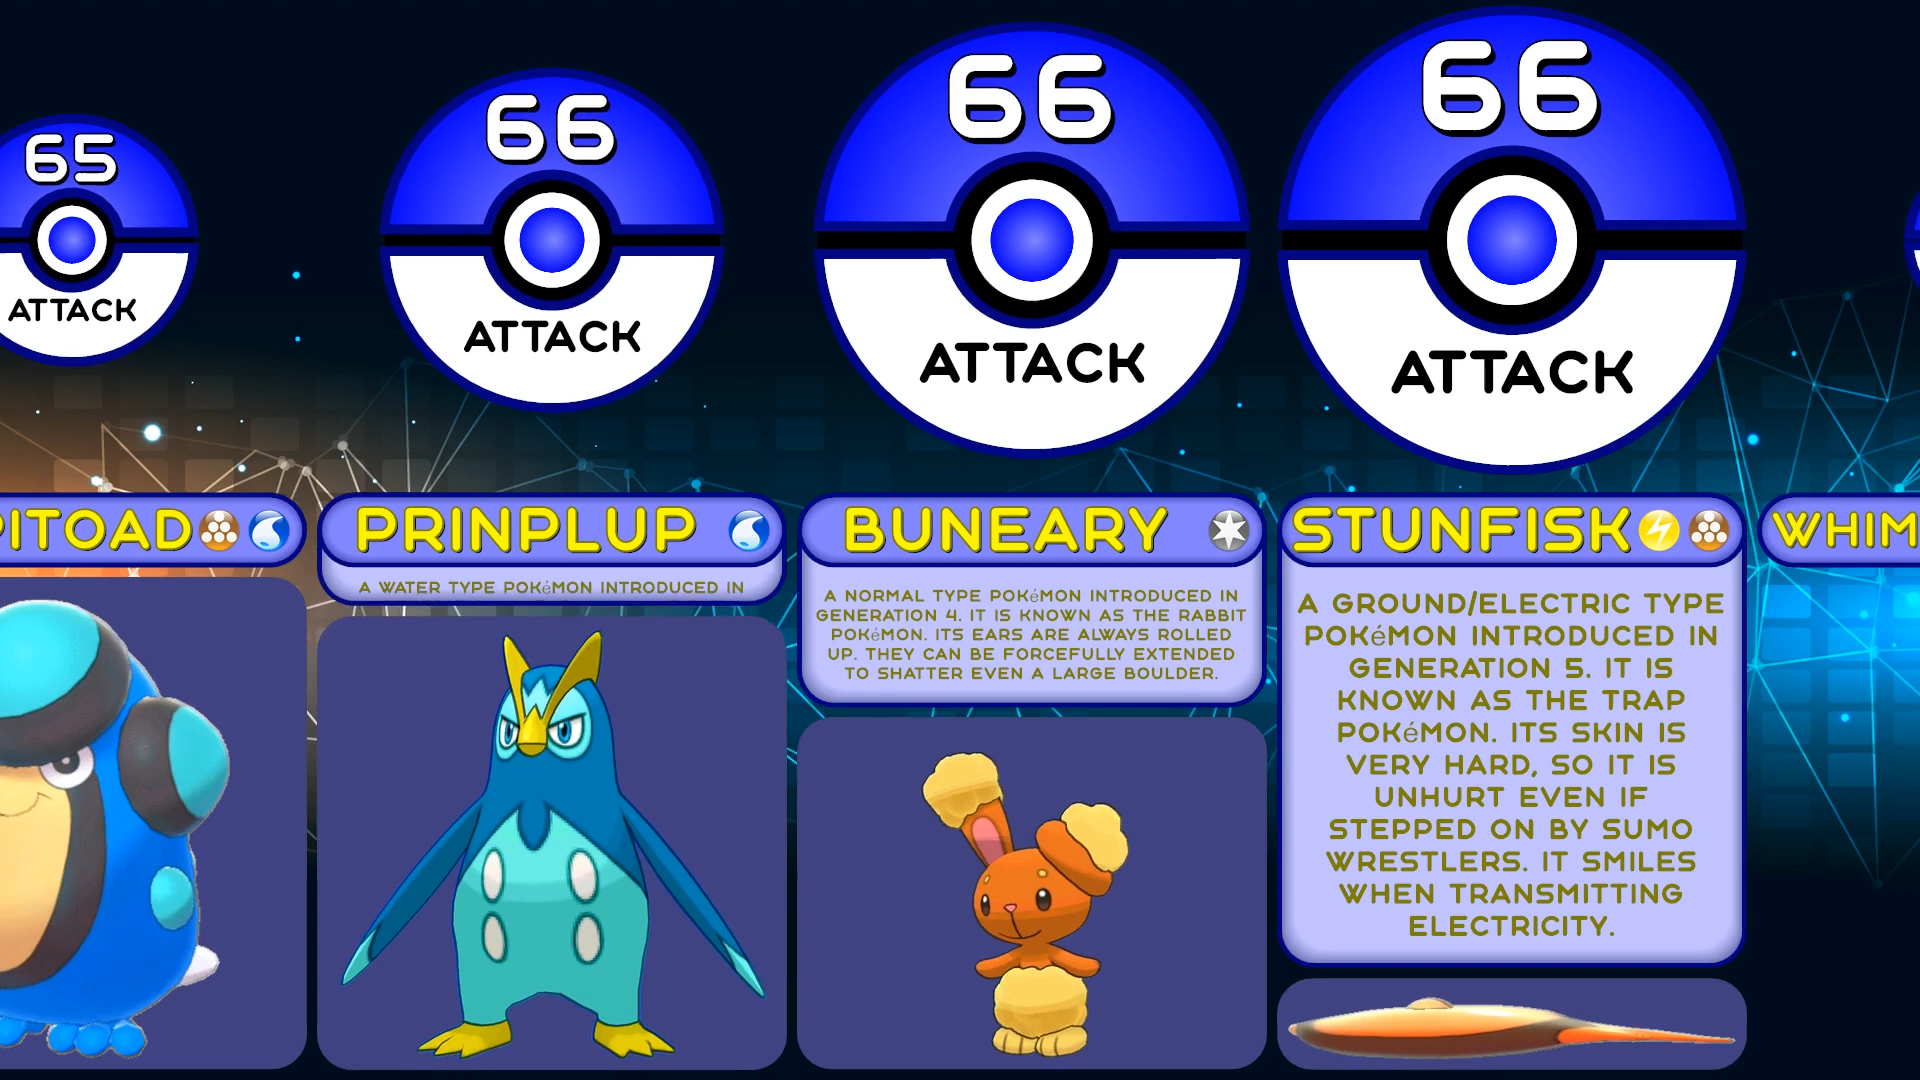 65
ATTACK
PITOAD
66
ATTACK
PRINPLUP
A WATER TYPE POKéMON INTRODUCED IN
66
ATTACK
BUNEARY
A NORMAL TYPE POKéMON INTRODUCED IN
GENERATION 4. IT IS KNOWN AS THE RABBIT
POKéMON. ITS EARS ARE ALWAYS ROLLED
UP. THEY CAN BE FORCEFULLY EXTENDED
TO SHATTER EVEN A LARGE BOULDER.
66
ATTACK
STUNFISK
A GROUND/ELECTRIC TYPE
POKéMON INTRODUCED IN
GENERATION 5. IT IS
KNOWN AS THE TRAP
POKéMON. ITS SKIN IS
VERY HARD, SO IT IS
UNHURT EVEN IF
STEPPED ON BY SUMO
WRESTLERS. IT SMILES
WHEN TRANSMITTING
ELECTRICITY.
WHIM